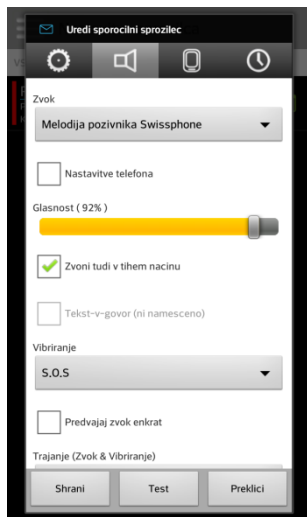 Uredi sporocilni sprozilec
Zvok
Melodija pozivnika Swissphone
Nastavitve telefona
Glasnost ( 92% )
Zvoni tudi v tihem nacinu
Tekst-v-govor (ni namesceno)
Vibriranje
S.O.S
Predvajaj zvok enkrat
Trajanje (Zvok & Vibriranje)
Shrani
Test
Preklici